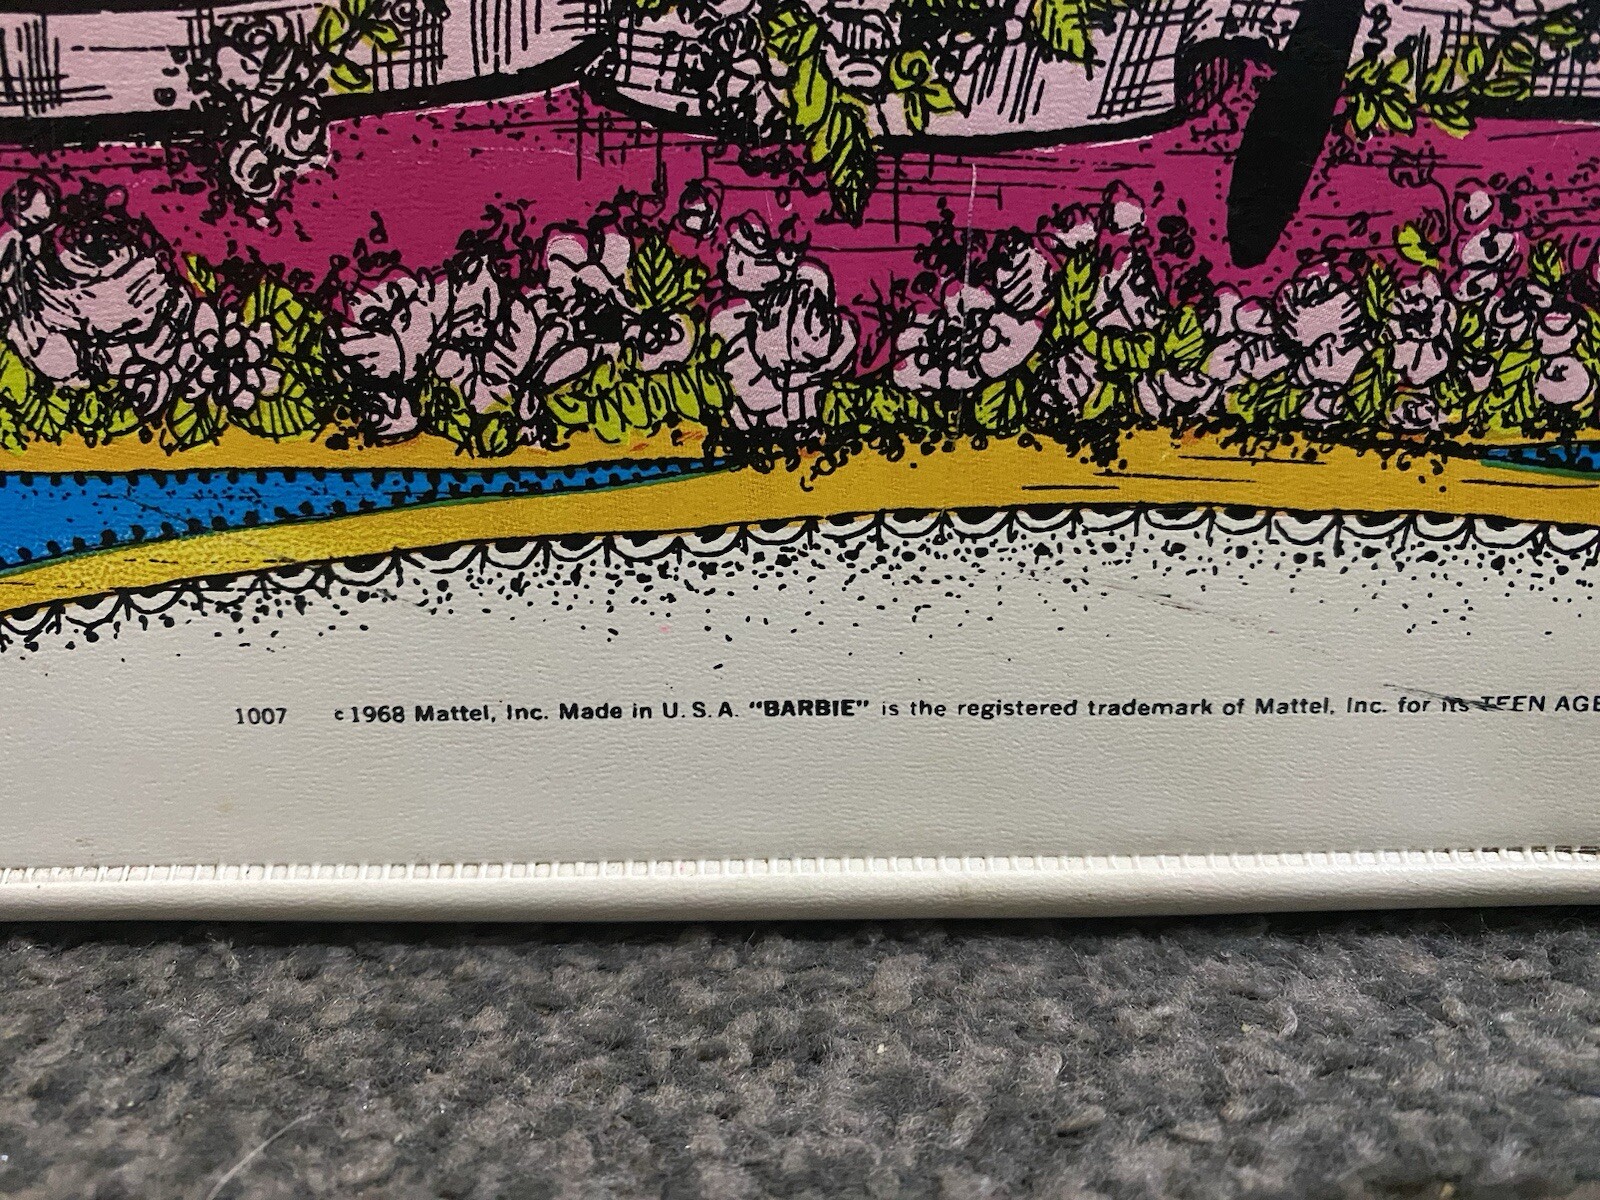 1007 ©1968 Mattel, Inc. Made in U.S.A. "BARBIE" is the registered trademark of Mattel, Inc. for its TEEN AGE